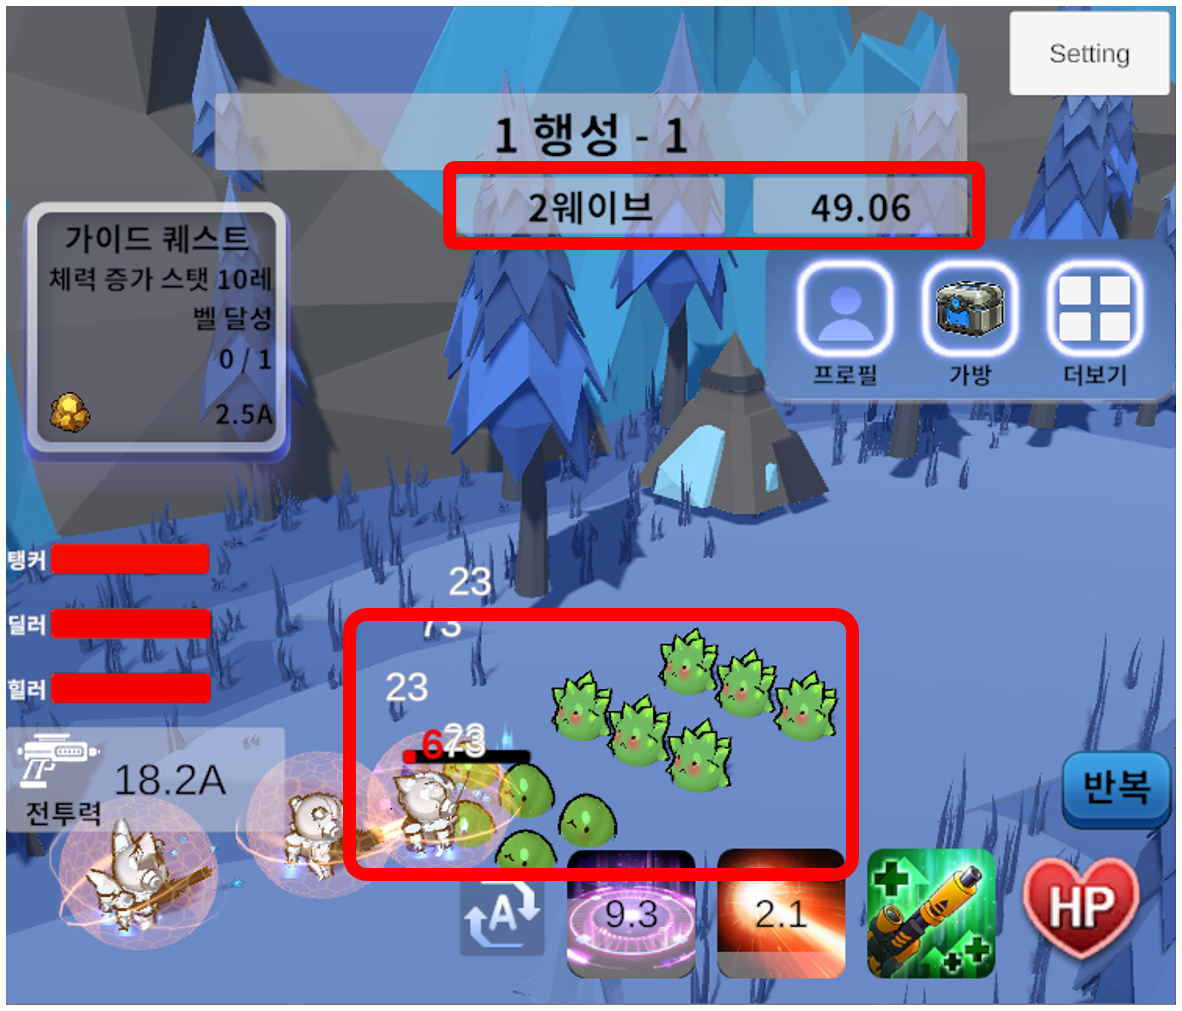 Setting
1 행성 - 1
2웨이브
49.06
가이드 퀘스트
체력 증가 스탯 10레
벨 달성
0 / 1
2.5A
프로필
가방
더보기
탱커
딜러
힐러
23
73
23
73
18.2A
전투력
반복
A
9.3
2.1
HP